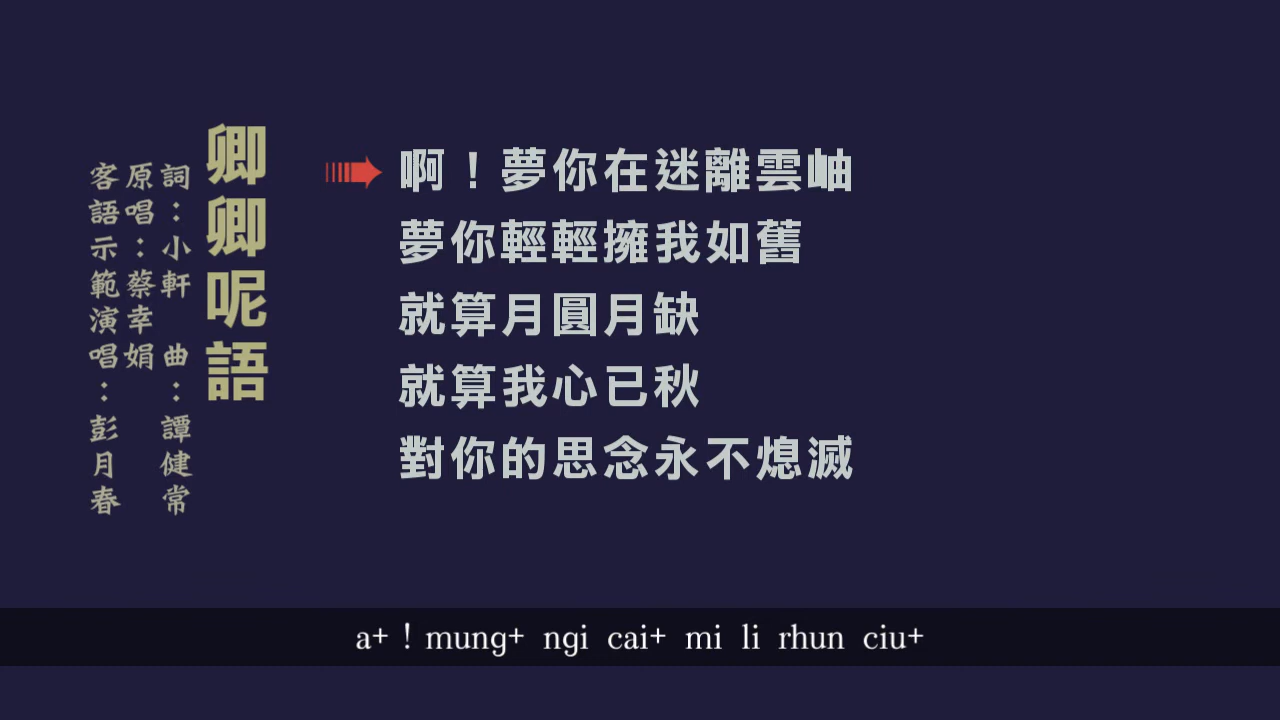 卿卿呢語
詞：小軒　曲：譚健常
原唱：蔡幸娟
客語示範演唱：彭月春
啊！夢你在迷離雲岫
夢你輕輕擁我如舊
就算月圓月缺
就算我心已秋
對你的思念永不熄滅
a+！mung+ ngi cai+ mi li rhun ciu+